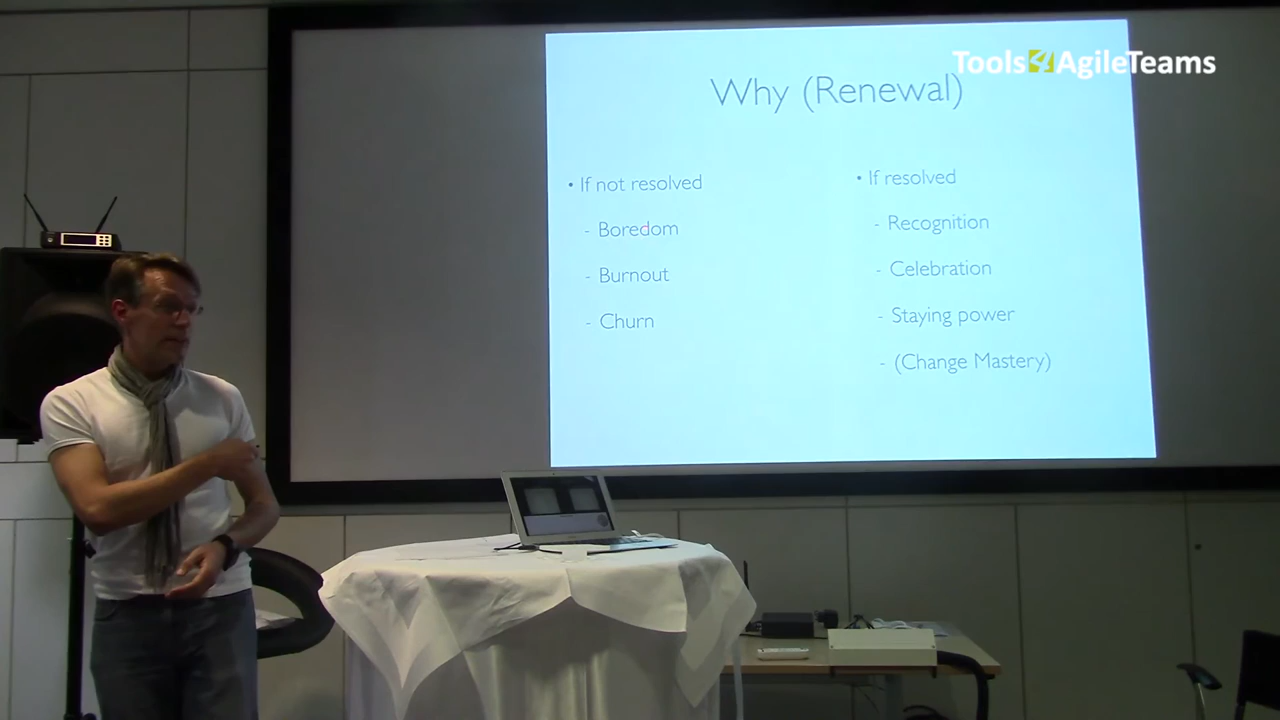 Tools4AgileTeams
Why (Renewal)
• If not resolved
- Boredom
- Burnout
- Churn
• If resolved
- Recognition
- Celebration
- Staying power
- (Change Mastery)